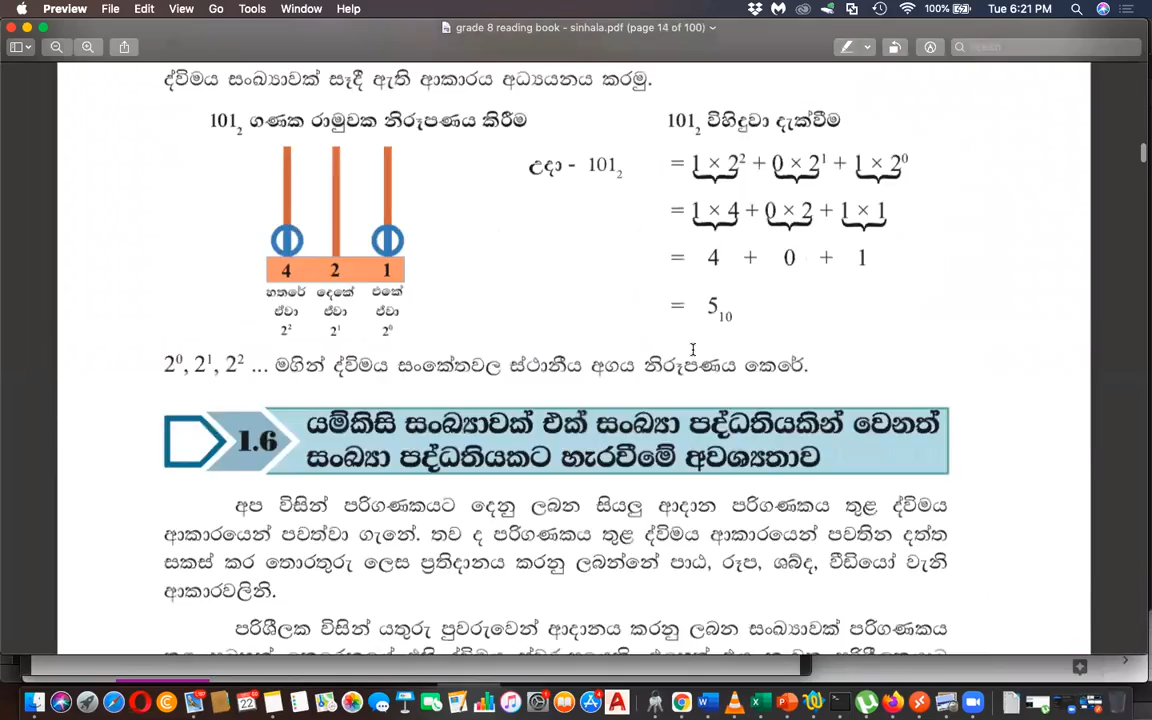 Preview File Edit View Go Tools Window Help
100% Tue 6:21 PM
grade 8 reading book - sinhala.pdf (page 14 of 100)
Search
ද්විමය සංඛ්‍යාවක් සෑදී ඇති ආකාරය අධ්‍යයනය කරමු.
101₂ ගණක රාමුවක නිරූපණය කිරීම
101₂ විහිදුවා දැක්වීම
උදා - 101₂ = 1 × 2² + 0 × 2¹ + 1 × 2⁰
= 1 × 4 + 0 × 2 + 1 × 1
= 4 + 0 + 1
= 5₁₀
4 2 1
හතරේ දෙකේ එකේ
ඒවා ඒවා ඒවා
2² 2¹ 2⁰
2⁰, 2¹, 2² ... මගින් ද්විමය සංකේතවල ස්ථානීය අගය නිරූපණය කෙරේ.
1.6 යම්කිසි සංඛ්‍යාවක් එක් සංඛ්‍යා පද්ධතියකින් වෙනත්
සංඛ්‍යා පද්ධතියකට හැරවීමේ අවශ්‍යතාව
අප විසින් පරිගණකයට දෙනු ලබන සියලු ආදාන පරිගණකය තුළ ද්විමය
ආකාරයෙන් පවත්වා ගැනේ. තව ද පරිගණකය තුළ ද්විමය ආකාරයෙන් පවතින දත්ත
සකස් කර තොරතුරු ලෙස ප්‍රතිදානය කරනු ලබන්නේ පාඨ, රූප, ශබ්ද, වීඩියෝ වැනි
ආකාරවලිනි.
පරිශීලක විසින් යතුරු පුවරුවෙන් ආදානය කරනු ලබන සංඛ්‍යාවක් පරිගණකය